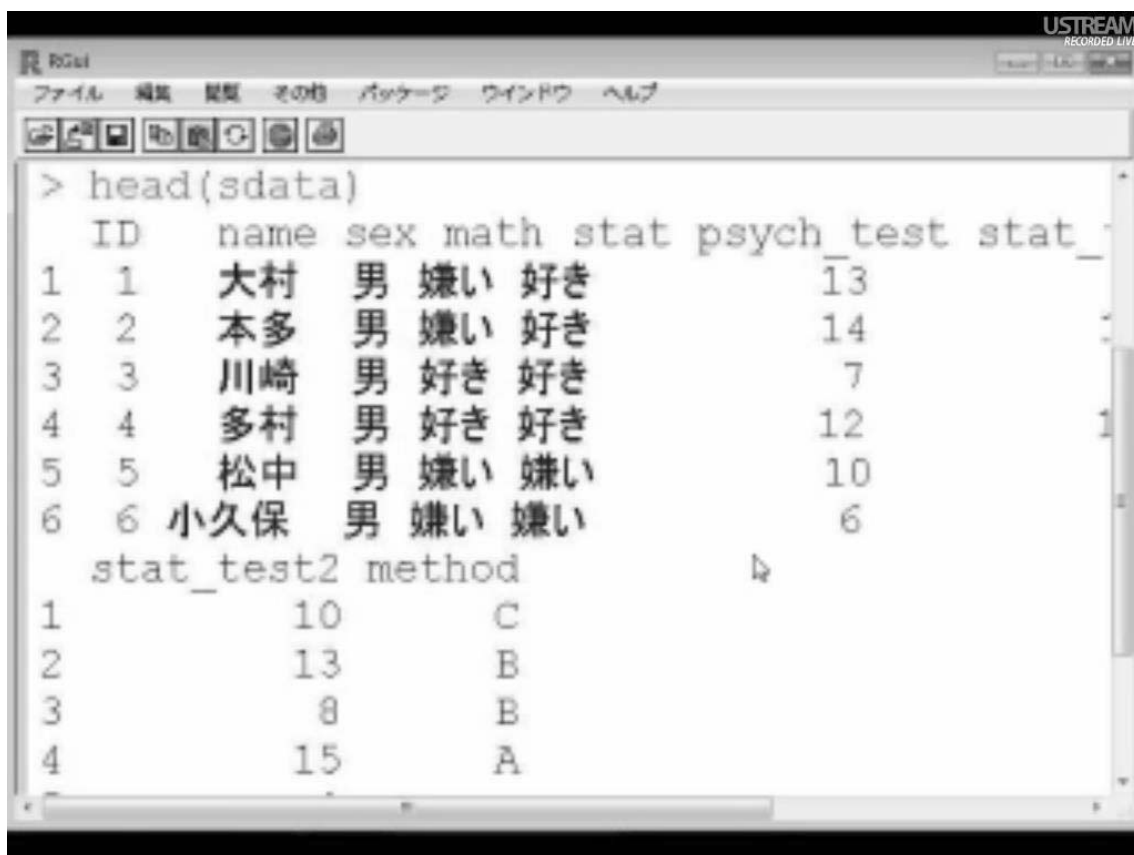 USTREAM
RECORDED LIVE
RGui
ファイル 編集 閲覧 その他 パッケージ ウインドウ ヘルプ
> head(sdata)
ID name sex math stat psych_test stat_
1 1 大村 男 嫌い 好き 13
2 2 本多 男 嫌い 好き 14
3 3 川崎 男 好き 好き 7
4 4 多村 男 好き 好き 12 1
5 5 松中 男 嫌い 嫌い 10
6 6 小久保 男 嫌い 嫌い 6
stat_test2 method
1 10 C
2 13 B
3 8 B
4 15 A